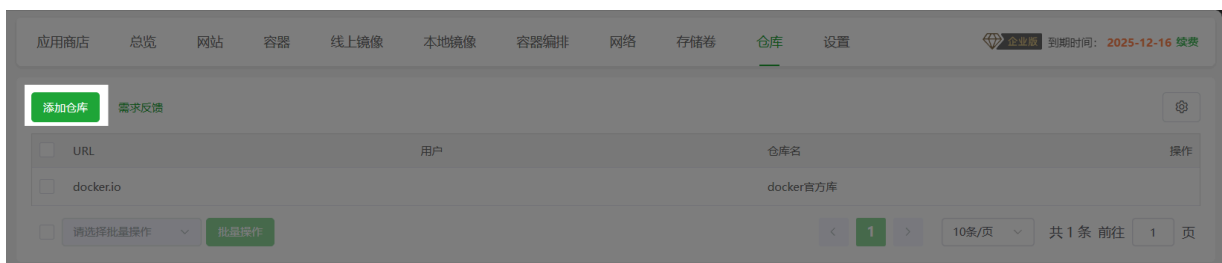 应用商店 总览 网站 容器 线上镜像 本地镜像 容器编排 网络 存储卷 仓库 设置 企业版 到期时间: 2025-12-16 续费
添加仓库 需求反馈
URL 用户 仓库名 操作
docker.io docker官方库
请选择批量操作 批量操作 1 10条/页 共 1 条 前往 1 页